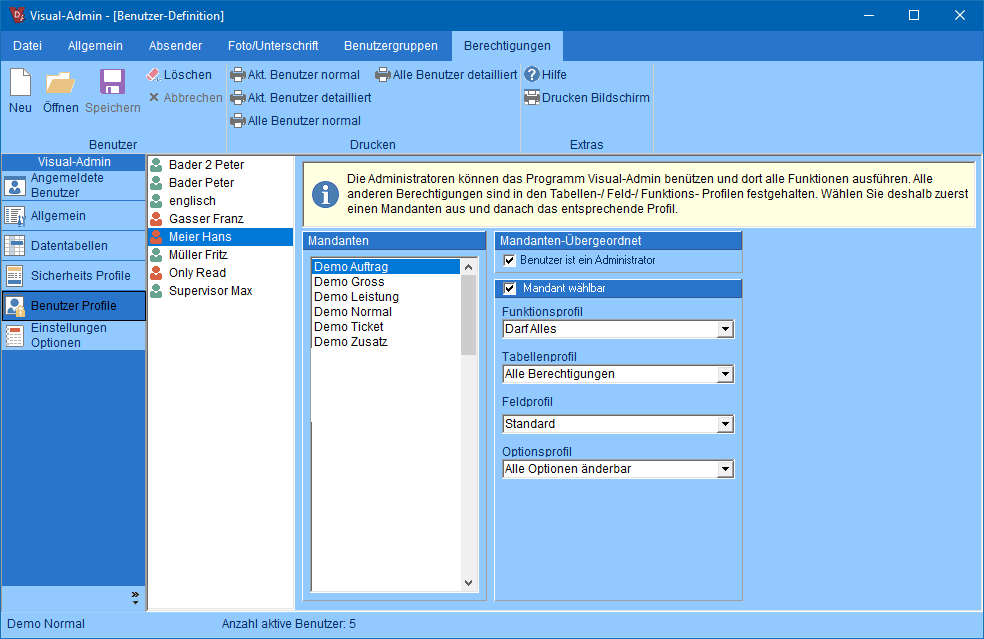 Visual-Admin - [Benutzer-Definition]
Datei Allgemein Absender Foto/Unterschrift Benutzergruppen Berechtigungen
Neu Öffnen Speichern
Löschen
Abbrechen
Benutzer
Akt. Benutzer normal Alle Benutzer detailliert
Akt. Benutzer detailliert
Alle Benutzer normal
Drucken
Hilfe
Drucken Bildschirm
Extras
Visual-Admin
Angemeldete
Benutzer
Allgemein
Datentabellen
Sicherheits Profile
Benutzer Profile
Einstellungen
Optionen
Bader 2 Peter
Bader Peter
englisch
Gasser Franz
Meier Hans
Müller Fritz
Only Read
Supervisor Max
Die Administratoren können das Programm Visual-Admin benützen und dort alle Funktionen ausführen. Alle
anderen Berechtigungen sind in den Tabellen-/ Feld-/ Funktions- Profilen festgehalten. Wählen Sie deshalb zuerst
einen Mandanten aus und danach das entsprechende Profil.
Mandanten
Demo Auftrag
Demo Gross
Demo Leistung
Demo Normal
Demo Ticket
Demo Zusatz
Mandanten-Übergeordnet
Benutzer ist ein Administrator
Mandant wählbar
Funktionsprofil
Darf Alles
Tabellenprofil
Alle Berechtigungen
Feldprofil
Standard
Optionsprofil
Alle Optionen änderbar
Demo Normal Anzahl aktive Benutzer: 5